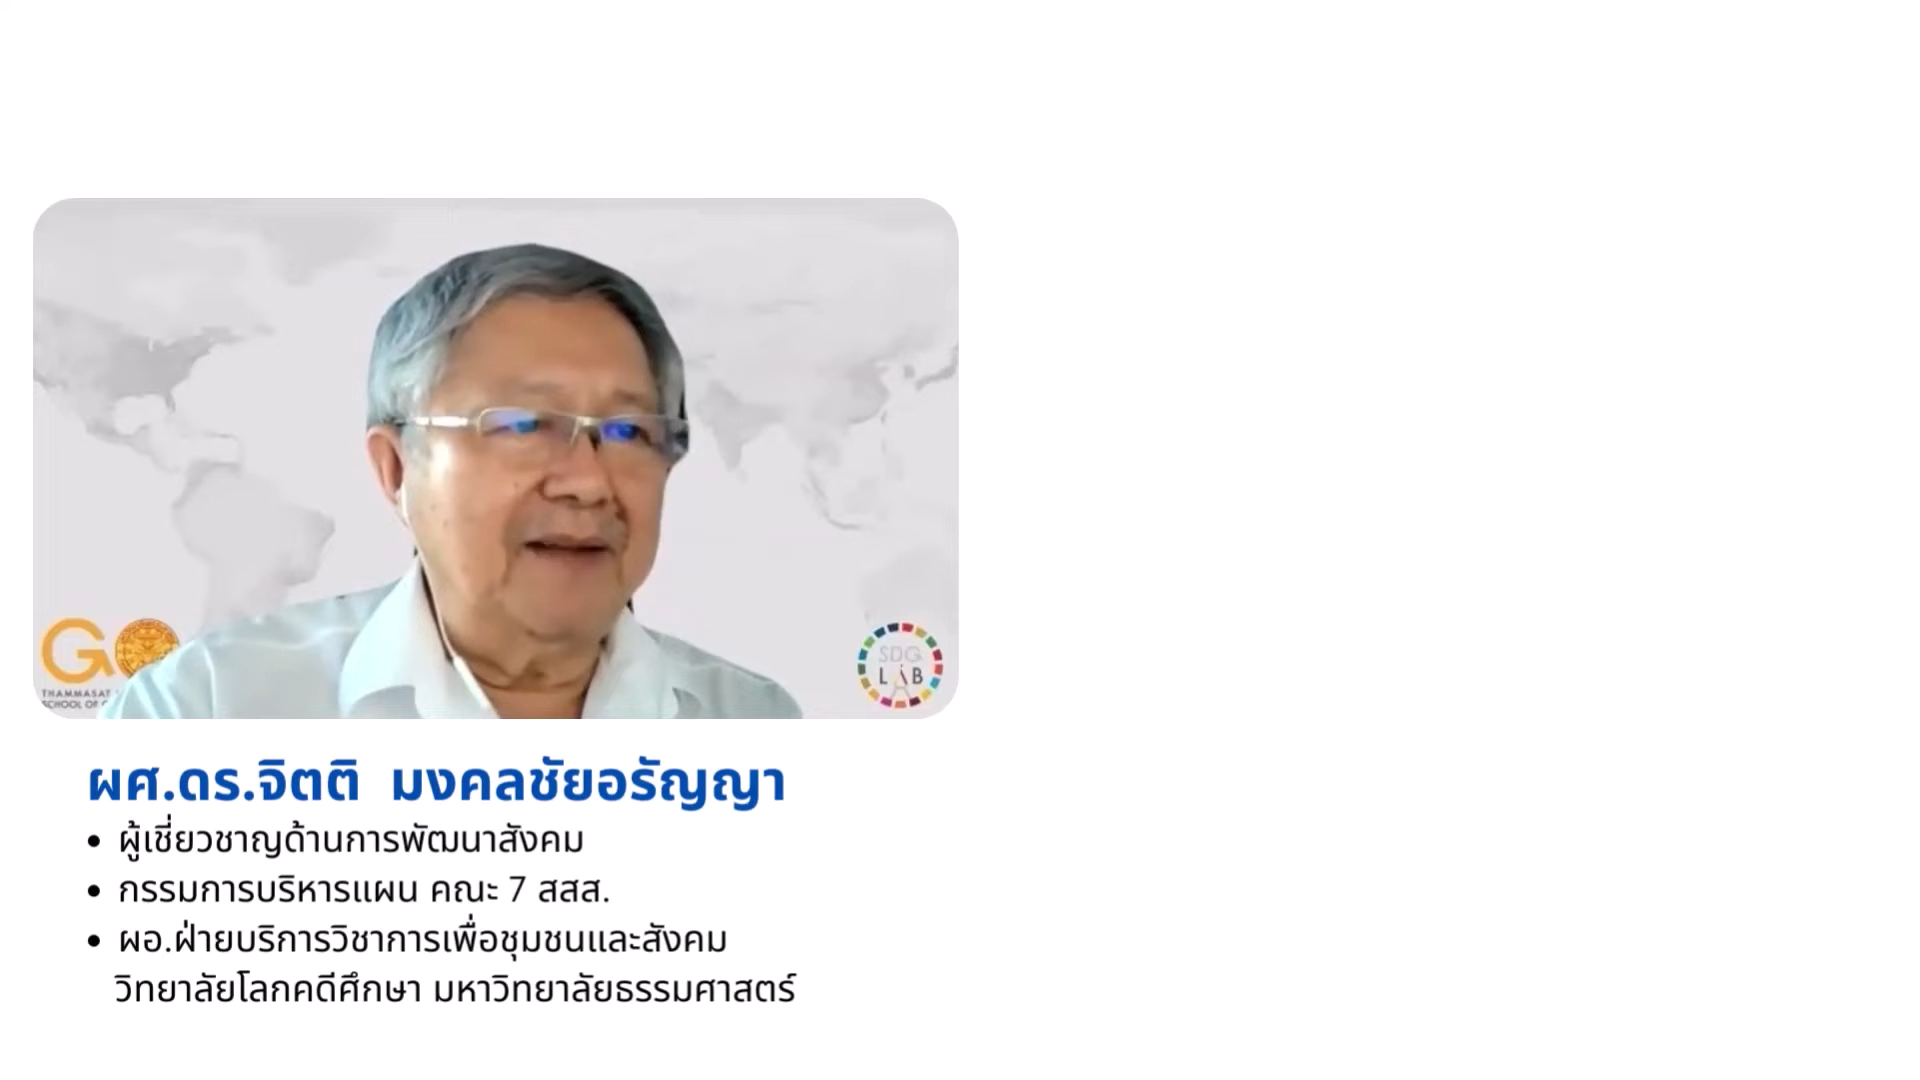 THAMMASAT
SCHOOL OF
SDG
LAB
ผศ.ดร.จิตติ มงคลชัยอรัญญา
• ผู้เชี่ยวชาญด้านการพัฒนาสังคม
• กรรมการบริหารแผน คณะ 7 สสส.
• ผอ.ฝ่ายบริการวิชาการเพื่อชุมชนและสังคม
วิทยาลัยโลกคดีศึกษา มหาวิทยาลัยธรรมศาสตร์